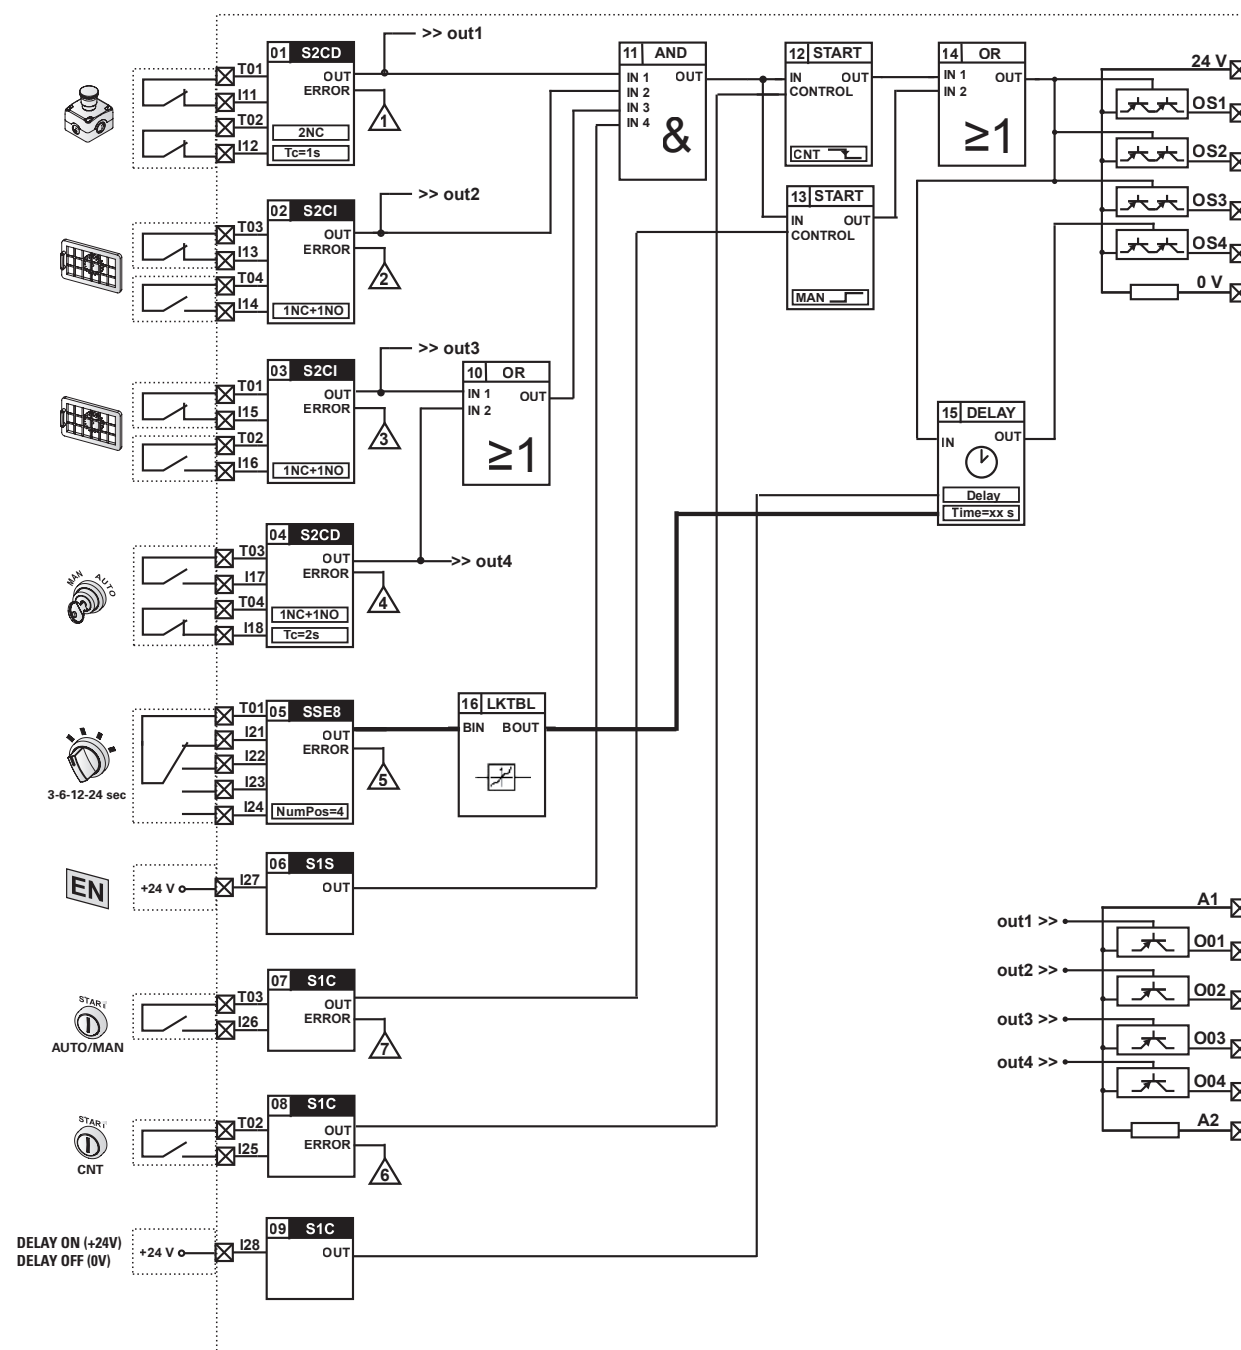 >> out1
01 S2CD
T01
I11
T02
I12
OUT
ERROR
1
2NC
Tc=1s
11 AND
IN 1 OUT
IN 2
IN 3
IN 4
&
12 START
IN OUT
CONTROL
CNT
14 OR
IN 1 OUT
IN 2
≥1
24 V
OS1
OS2
OS3
OS4
0 V
13 START
IN OUT
CONTROL
MAN
>> out2
02 S2CI
T03
I13
T04
I14
OUT
ERROR
2
1NC+1NO
>> out3
03 S2CI
T01
I15
T02
I16
OUT
ERROR
3
1NC+1NO
10 OR
IN 1 OUT
IN 2
≥1
15 DELAY
IN OUT
Delay
Time=xx s
MAN AUTO
04 S2CD
T03
I17
T04
I18
OUT
ERROR
4
1NC+1NO
Tc=2s
>> out4
3-6-12-24 sec
05 SSE8
T01
I21
I22
I23
I24
OUT
ERROR
5
NumPos=4
16 LKTBL
BIN BOUT
EN
+24 V
I27
06 S1S
OUT
START
AUTO/MAN
T03
I26
07 S1C
OUT
ERROR
7
START
CNT
T02
I25
08 S1C
OUT
ERROR
6
DELAY ON (+24V)
DELAY OFF (0V)
+24 V
I28
09 S1C
OUT
A1
out1 >>
O01
out2 >>
O02
out3 >>
O03
out4 >>
O04
A2